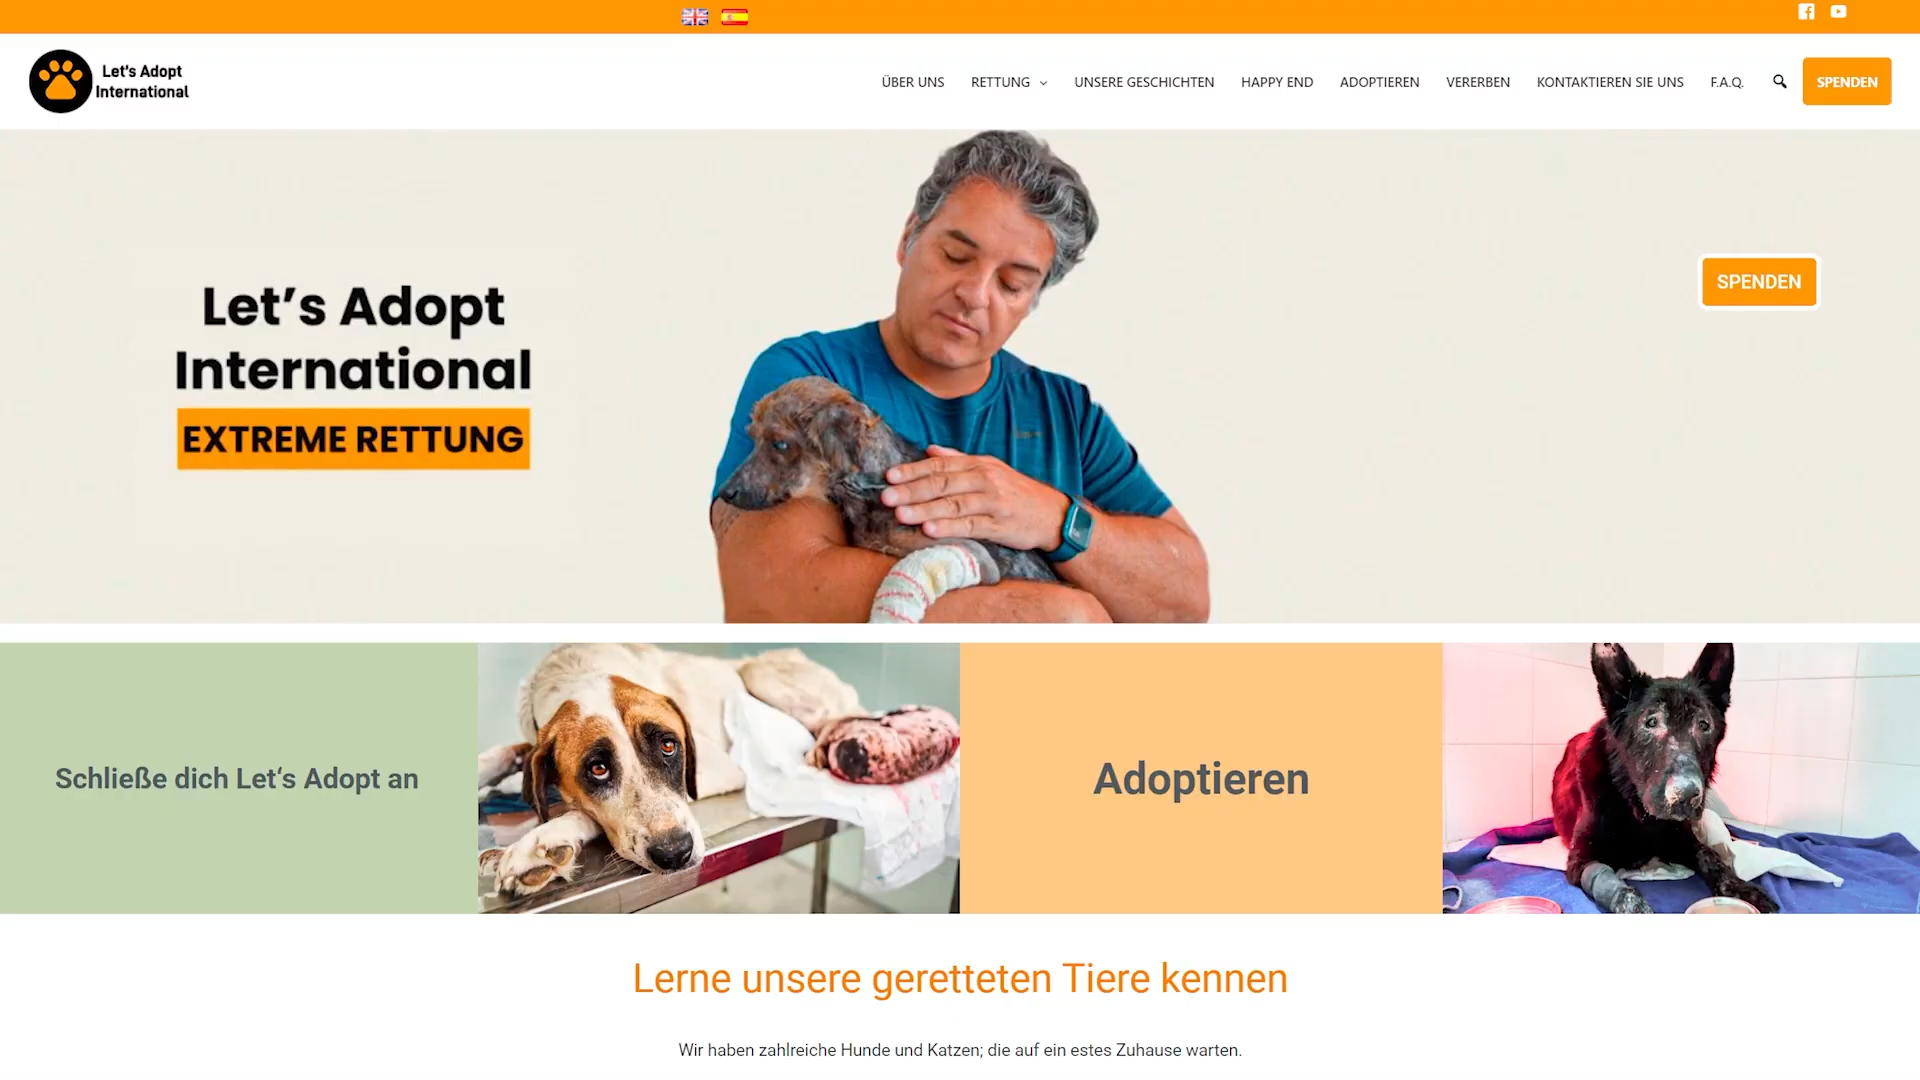 Let's Adopt
International
ÜBER UNS
RETTUNG
UNSERE GESCHICHTEN
HAPPY END
ADOPTIEREN
VERERBEN
KONTAKTIEREN SIE UNS
F.A.Q.
SPENDEN
Let’s Adopt
International
EXTREME RETTUNG
SPENDEN
Schließe dich Let‘s Adopt an
Adoptieren
Lerne unsere geretteten Tiere kennen
Wir haben zahlreiche Hunde und Katzen; die auf ein estes Zuhause warten.